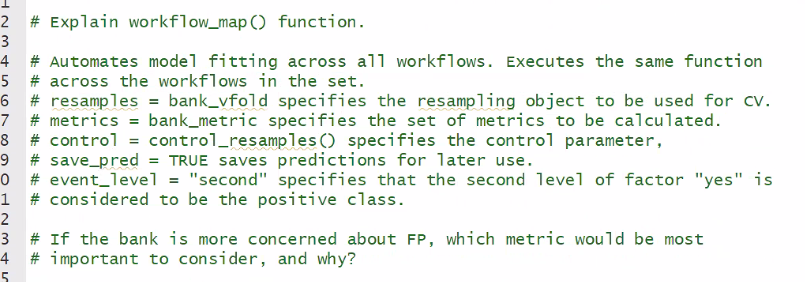 1
2 # Explain workflow_map() function.
3
4 # Automates model fitting across all workflows. Executes the same function
5 # across the workflows in the set.
6 # resamples = bank_vfold specifies the resampling object to be used for CV.
7 # metrics = bank_metric specifies the set of metrics to be calculated.
8 # control = control_resamples() specifies the control parameter,
9 # save_pred = TRUE saves predictions for later use.
0 # event_level = "second" specifies that the second level of factor "yes" is
1 # considered to be the positive class.
2
3 # If the bank is more concerned about FP, which metric would be most
4 # important to consider, and why?
5